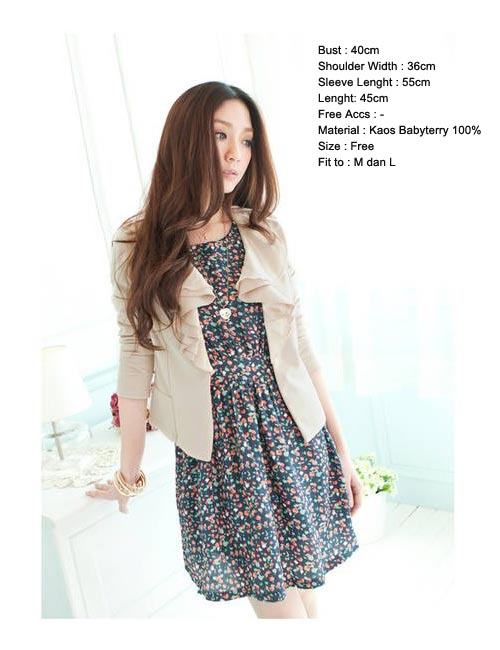 Bust : 40cm
Shoulder Width : 36cm
Sleeve Lenght : 55cm
Lenght: 45cm
Free Accs : -
Material : Kaos Babyterry 100%
Size : Free
Fit to : M dan L